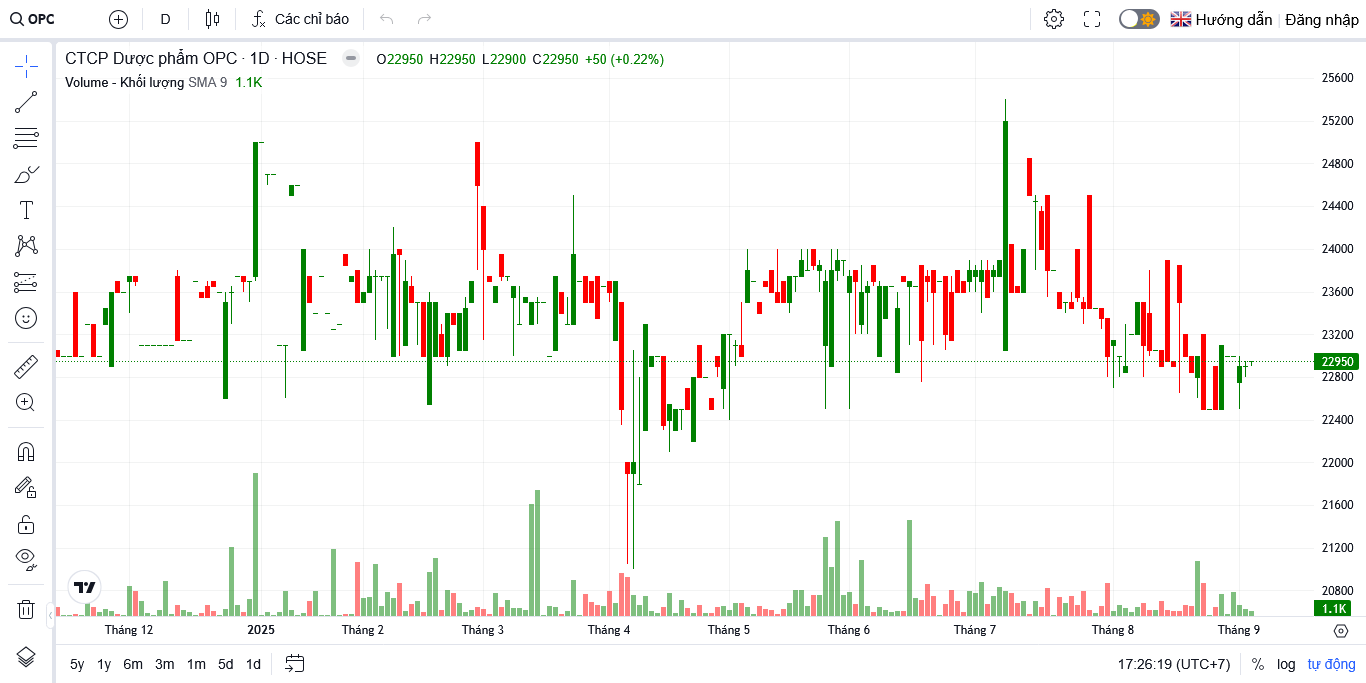 OPC D Các chỉ báo Hướng dẫn Đăng nhập
CTCP Dược phẩm OPC · 1D · HOSE O22950 H22950 L22900 C22950 +50 (+0.22%)
Volume - Khối lượng SMA 9 1.1K
25600
25200
24800
24400
24000
23600
23200
22950
22800
22400
22000
21600
21200
20800
1.1K
Tháng 12 2025 Tháng 2 Tháng 3 Tháng 4 Tháng 5 Tháng 6 Tháng 7 Tháng 8 Tháng 9
5y 1y 6m 3m 1m 5d 1d 17:26:19 (UTC+7) % log tự động